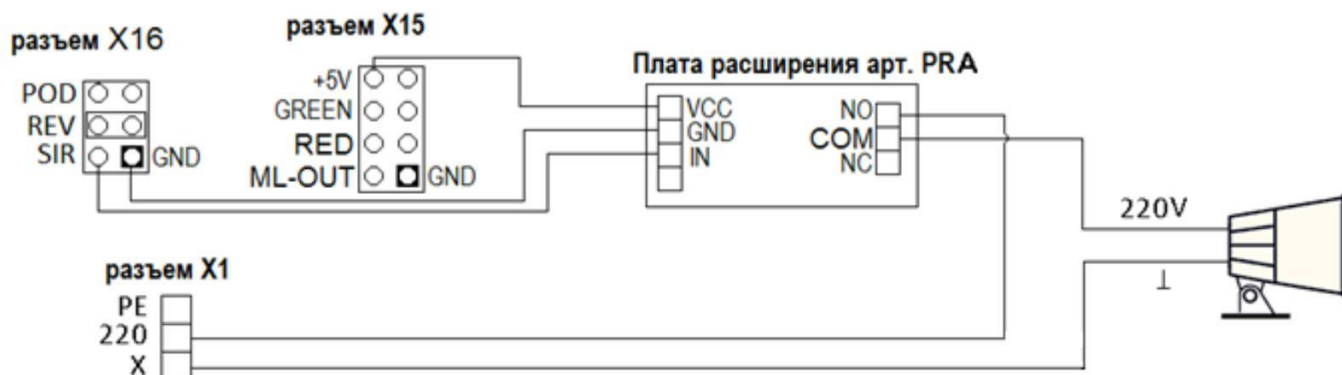 разъем X16
POD
REV
SIR
GND
разъем X15
+5V
GREEN
RED
ML-OUT
GND
Плата расширения арт. PRA
VCC
GND
IN
NO
COM
NC
220V
⊥
разъем X1
PE
220
X